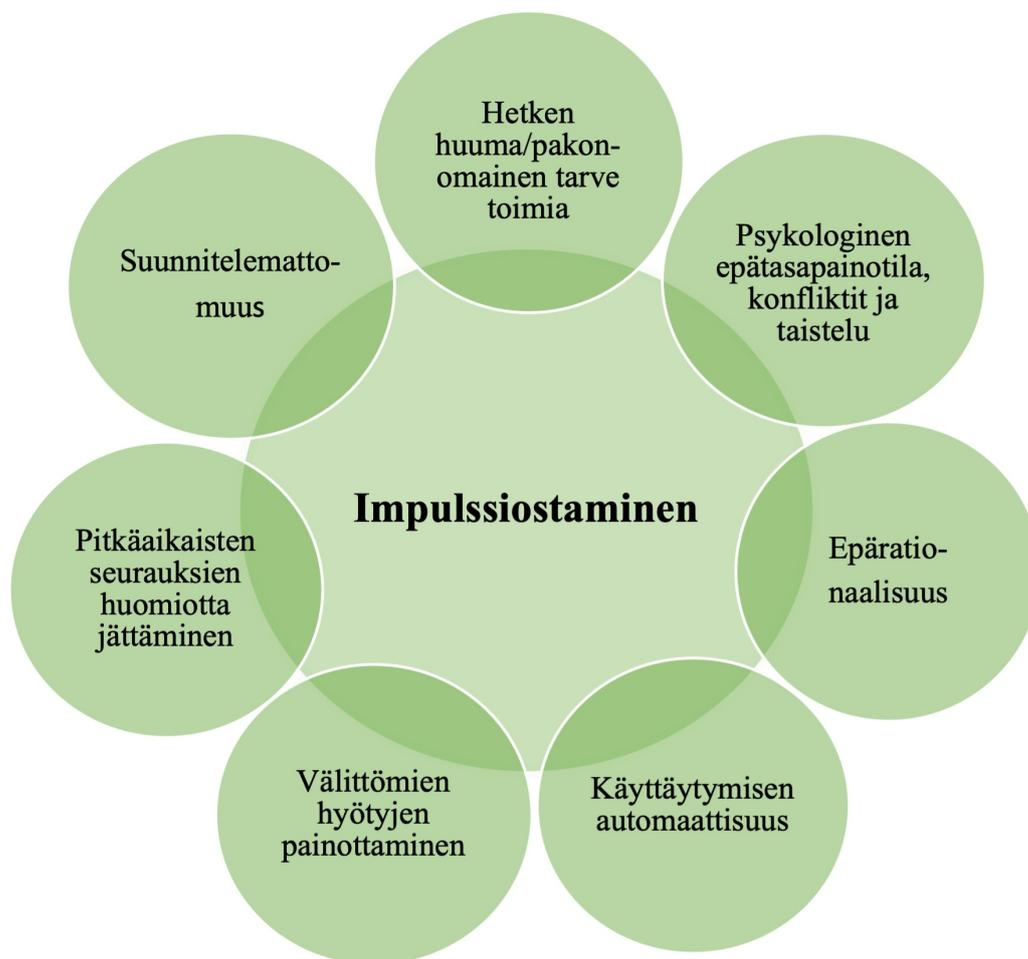 Hetken
huuma/pakon-
omainen tarve
toimia
Psykologinen
epätasapainotila,
konfliktit ja
taistelu
Epäratio-
naalisuus
Käyttäytymisen
automaattisuus
Välittömien
hyötyjen
painottaminen
Pitkäaikaisten
seurauksien
huomiotta
jättäminen
Suunnitelematto-
muus
Impulssiostaminen